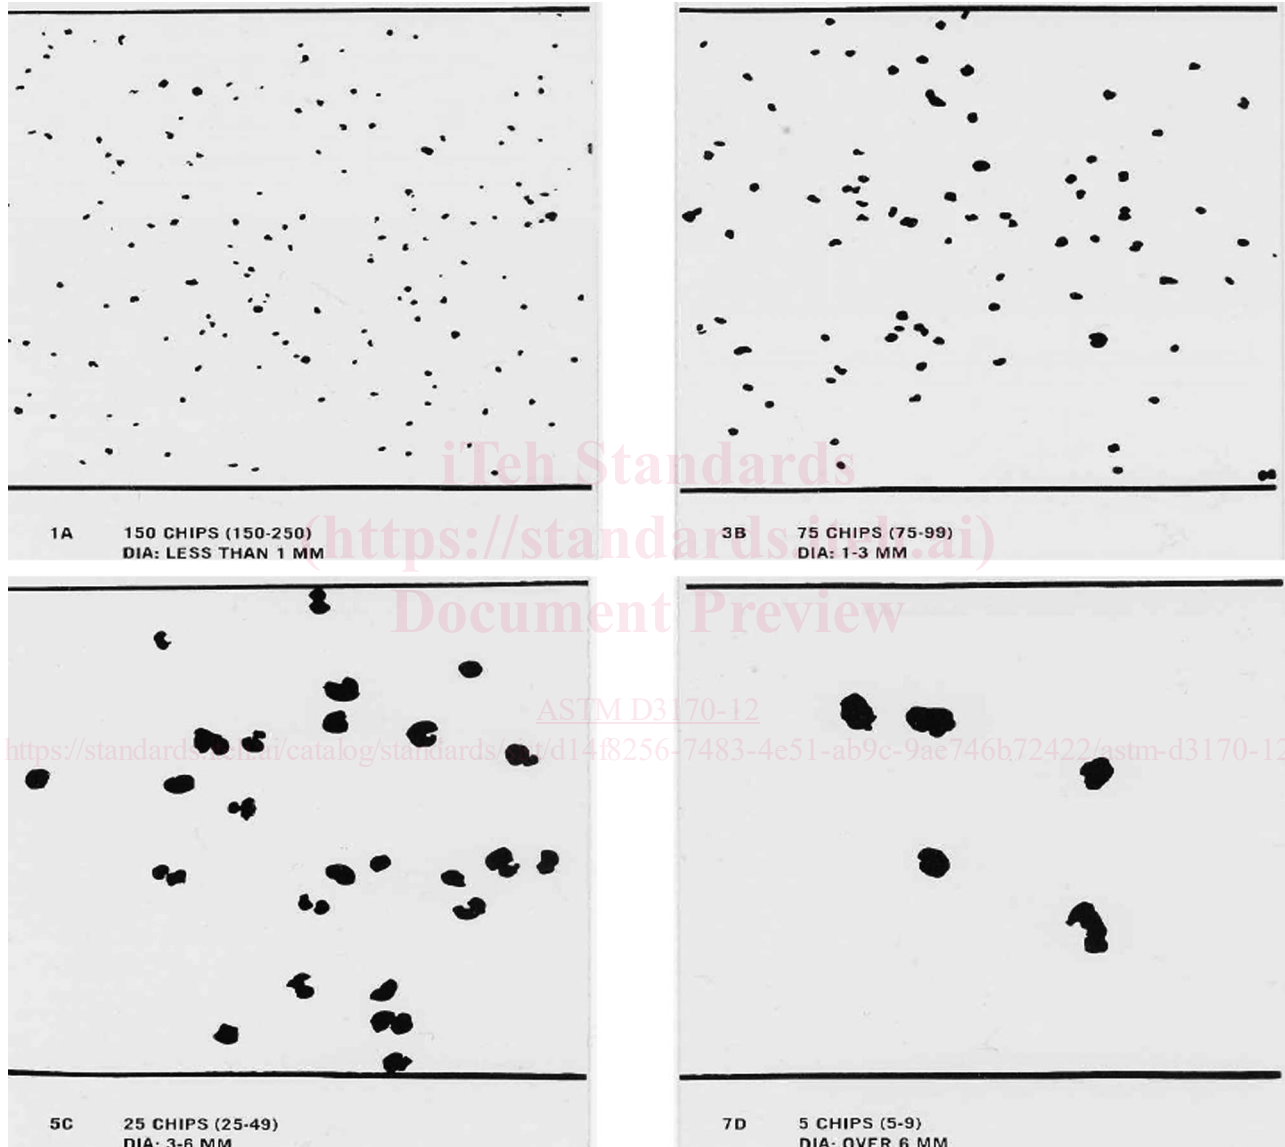 1A 150 CHIPS (150-250)
DIA: LESS THAN 1 MM
3B 75 CHIPS (75-99)
DIA: 1-3 MM
iTeh Standards
(https://standards.iteh.ai)
Document Preview
ASTM D3170-12
https://standards.iteh.ai/catalog/standards/sist/d14f8256-7483-4e51-ab9c-9ae746b72422/astm-d3170-12
5C 25 CHIPS (25-49)
DIA: 3-6 MM
7D 5 CHIPS (5-9)
DIA: OVER 6 MM